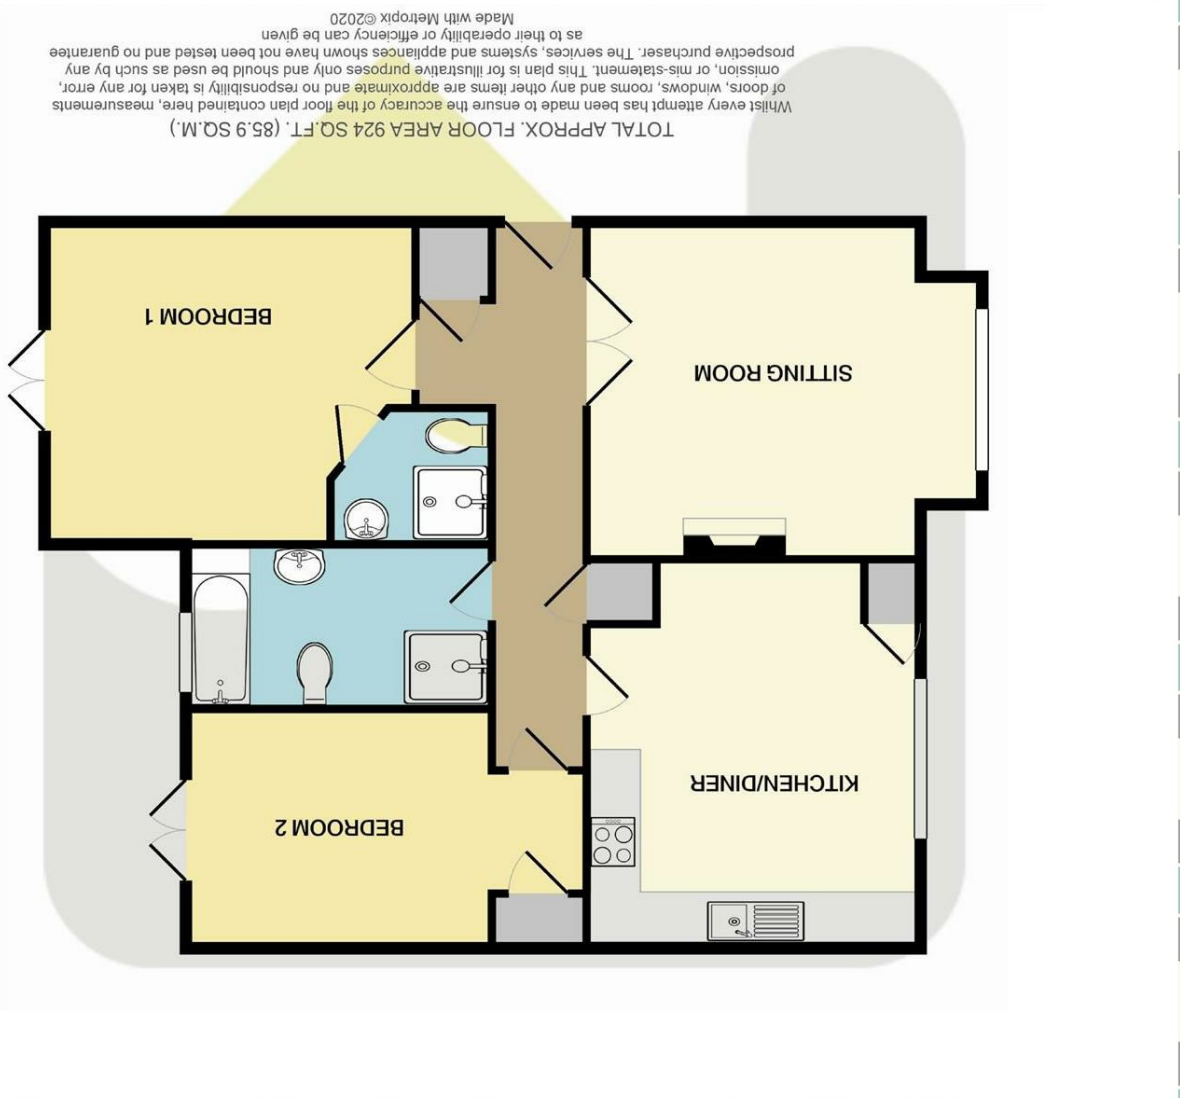 BEDROOM 2
KITCHEN/DINER
SITTING ROOM
BEDROOM 1
TOTAL APPROX. FLOOR AREA 924 SQ.FT. (85.9 SQ.M.)
Whilst every attempt has been made to ensure the accuracy of the floor plan contained here, measurements
of doors, windows, rooms and any other items are approximate and no responsibility is taken for any error,
omission, or mis-statement. This plan is for illustrative purposes only and should be used as such by any
prospective purchaser. The services, systems and appliances shown have not been tested and no guarantee
as to their operability or efficiency can be given
Made with Metropix ©2020